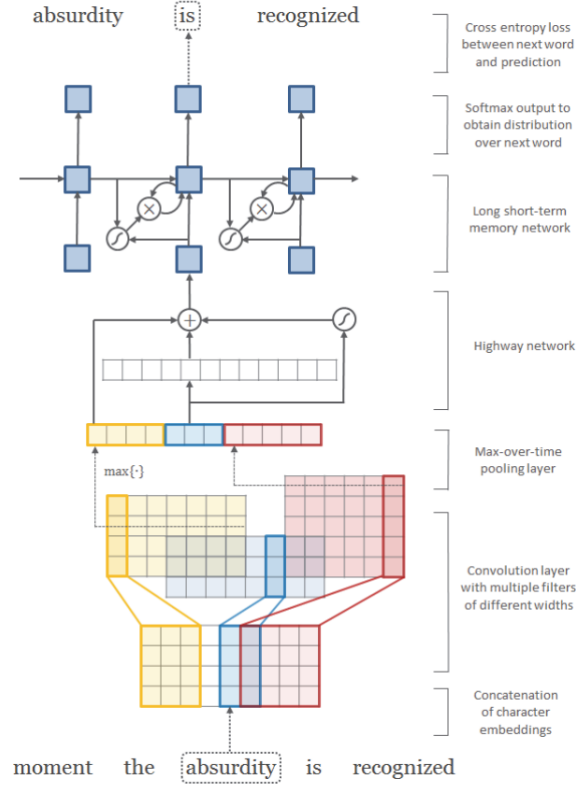 absurdity is recognized
Cross entropy loss
between next word
and prediction
Softmax output to
obtain distribution
over next word
Long short-term
memory network
Highway network
Max-over-time
pooling layer
max{·}
Convolution layer
with multiple filters
of different widths
Concatenation
of character
embeddings
moment the absurdity is recognized